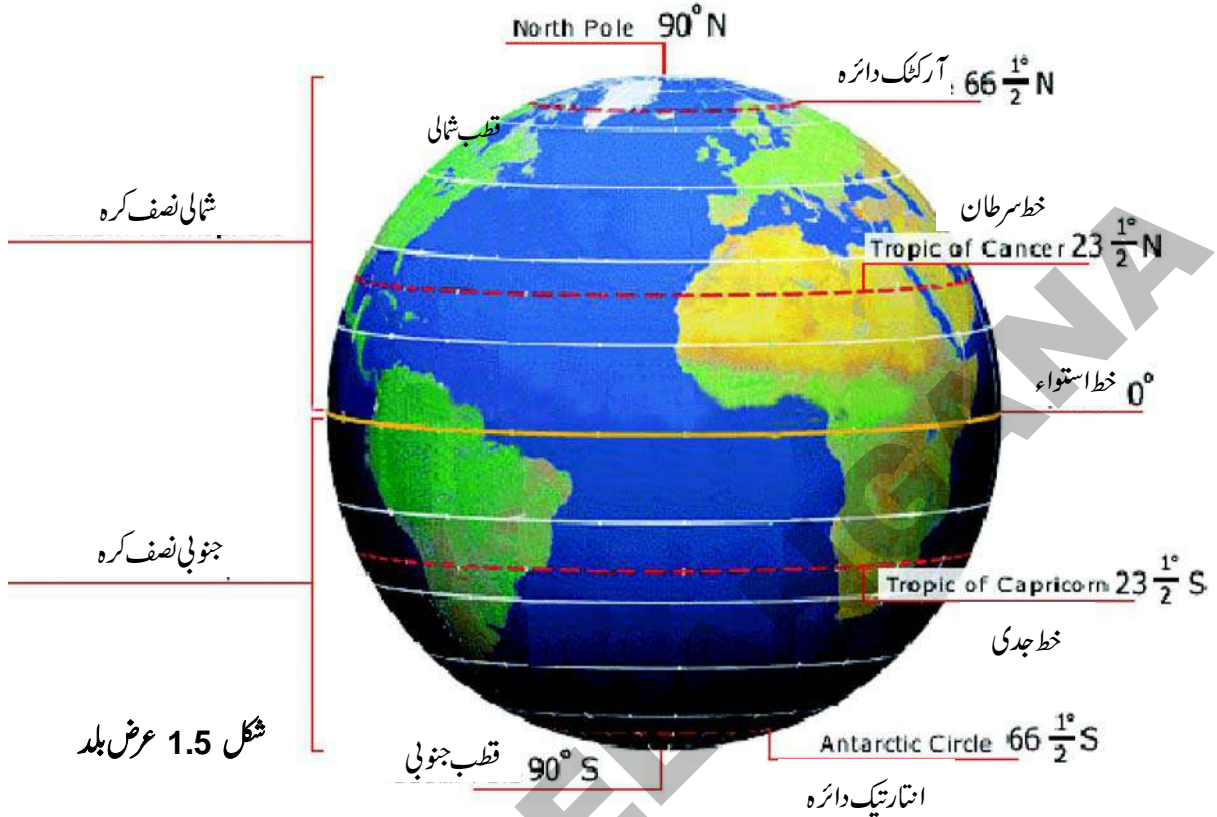 North Pole 90° N
آرکٹک دائرہ 66 1/2° N
قطب شمالی
شمالی نصف کرہ
خط سرطان
Tropic of Cancer 23 1/2° N
خط استواء 0°
جنوبی نصف کرہ
Tropic of Capricorn 23 1/2° S
خط جدی
شکل 1.5 عرض بلد
Antarctic Circle 66 1/2° S
قطب جنوبی 90° S
انتارتیک دائرہ